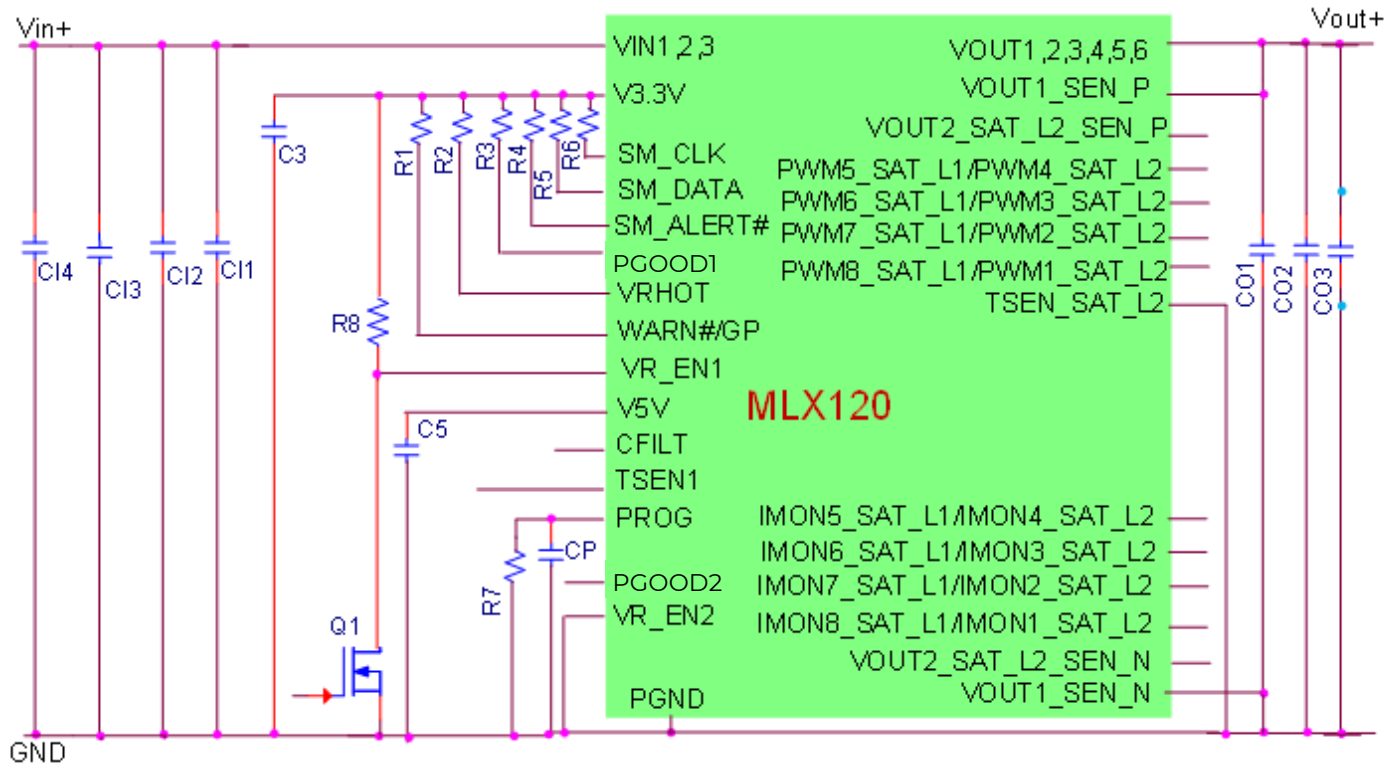 Vin+
Vout+
VIN1,2,3
V3.3V
SM_CLK
SM_DATA
SM_ALERT#
PGOOD1
VRHOT
WARN#/GP
VR_EN1
V5V
CFILT
TSEN1
PROG
PGOOD2
VR_EN2
PGND
MLX120
VOUT1,2,3,4,5,6
VOUT1_SEN_P
VOUT2_SAT_L2_SEN_P
PWM5_SAT_L1/PWM4_SAT_L2
PWM6_SAT_L1/PWM3_SAT_L2
PWM7_SAT_L1/PWM2_SAT_L2
PWM8_SAT_L1/PWM1_SAT_L2
TSEN_SAT_L2
IMON5_SAT_L1/IMON4_SAT_L2
IMON6_SAT_L1/IMON3_SAT_L2
IMON7_SAT_L1/IMON2_SAT_L2
IMON8_SAT_L1/IMON1_SAT_L2
VOUT2_SAT_L2_SEN_N
VOUT1_SEN_N
C3
R1
R2
R3
R4
R5
R6
CI4
CI3
CI2
CI1
R8
C5
CP
R7
Q1
CO1
CO2
CO3
GND